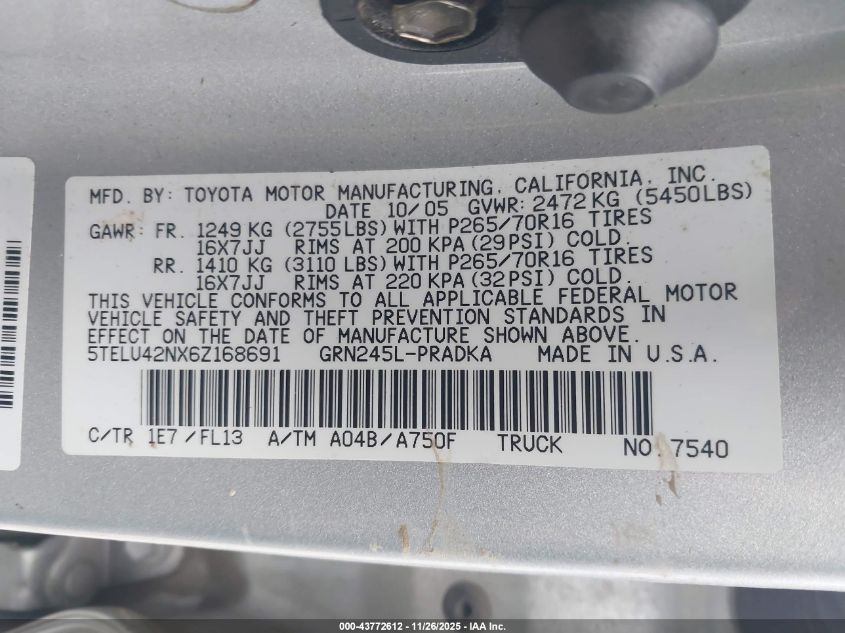 MFD. BY: TOYOTA MOTOR MANUFACTURING, CALIFORNIA, INC.
DATE 10/05 GVWR: 2472 KG (5450LBS)
GAWR: FR. 1249 KG (2755LBS) WITH P265/70R16 TIRES
16X7JJ RIMS AT 200 KPA (29PSI) COLD.
RR. 1410 KG (3110 LBS) WITH P265/70R16 TIRES
16X7JJ RIMS AT 220 KPA (32PSI) COLD.
THIS VEHICLE CONFORMS TO ALL APPLICABLE FEDERAL MOTOR
VEHICLE SAFETY AND THEFT PREVENTION STANDARDS IN
EFFECT ON THE DATE OF MANUFACTURE SHOWN ABOVE.
5TELU42NX6Z168691 GRN245L-PRADKA MADE IN U.S.A.
C/TR 1E7 /FL13 A/TM A04B/A750F TRUCK NO. 7540
000-43772612 - 11/26/2025 - IAA Inc.